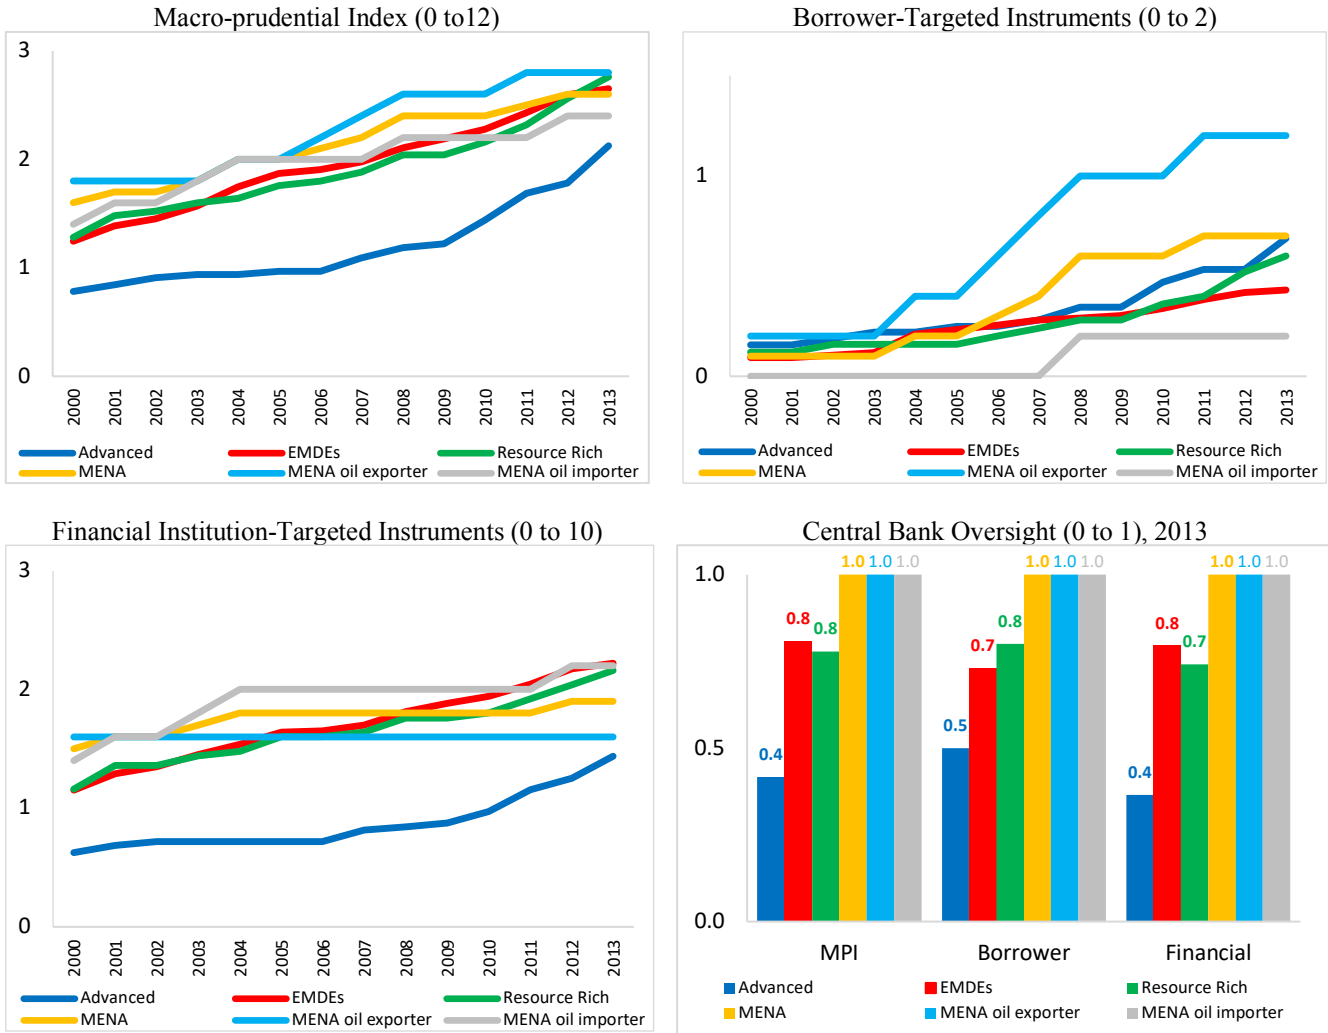 Macro-prudential Index (0 to12)
3
2
1
0
2000 2001 2002 2003 2004 2005 2006 2007 2008 2009 2010 2011 2012 2013
Advanced EMDEs Resource Rich
MENA MENA oil exporter MENA oil importer
Borrower-Targeted Instruments (0 to 2)
1
0
2000 2001 2002 2003 2004 2005 2006 2007 2008 2009 2010 2011 2012 2013
Advanced EMDEs Resource Rich
MENA MENA oil exporter MENA oil importer
Financial Institution-Targeted Instruments (0 to 10)
3
2
1
0
2000 2001 2002 2003 2004 2005 2006 2007 2008 2009 2010 2011 2012 2013
Advanced EMDEs Resource Rich
MENA MENA oil exporter MENA oil importer
Central Bank Oversight (0 to 1), 2013
1.0 1.0 1.0 1.0 1.0 1.0 1.0 1.0 1.0
1.0
0.8 0.8 0.7 0.8 0.8 0.7
0.5
0.4 0.5 0.4
0.0
MPI Borrower Financial
Advanced EMDEs Resource Rich
MENA MENA oil exporter MENA oil importer